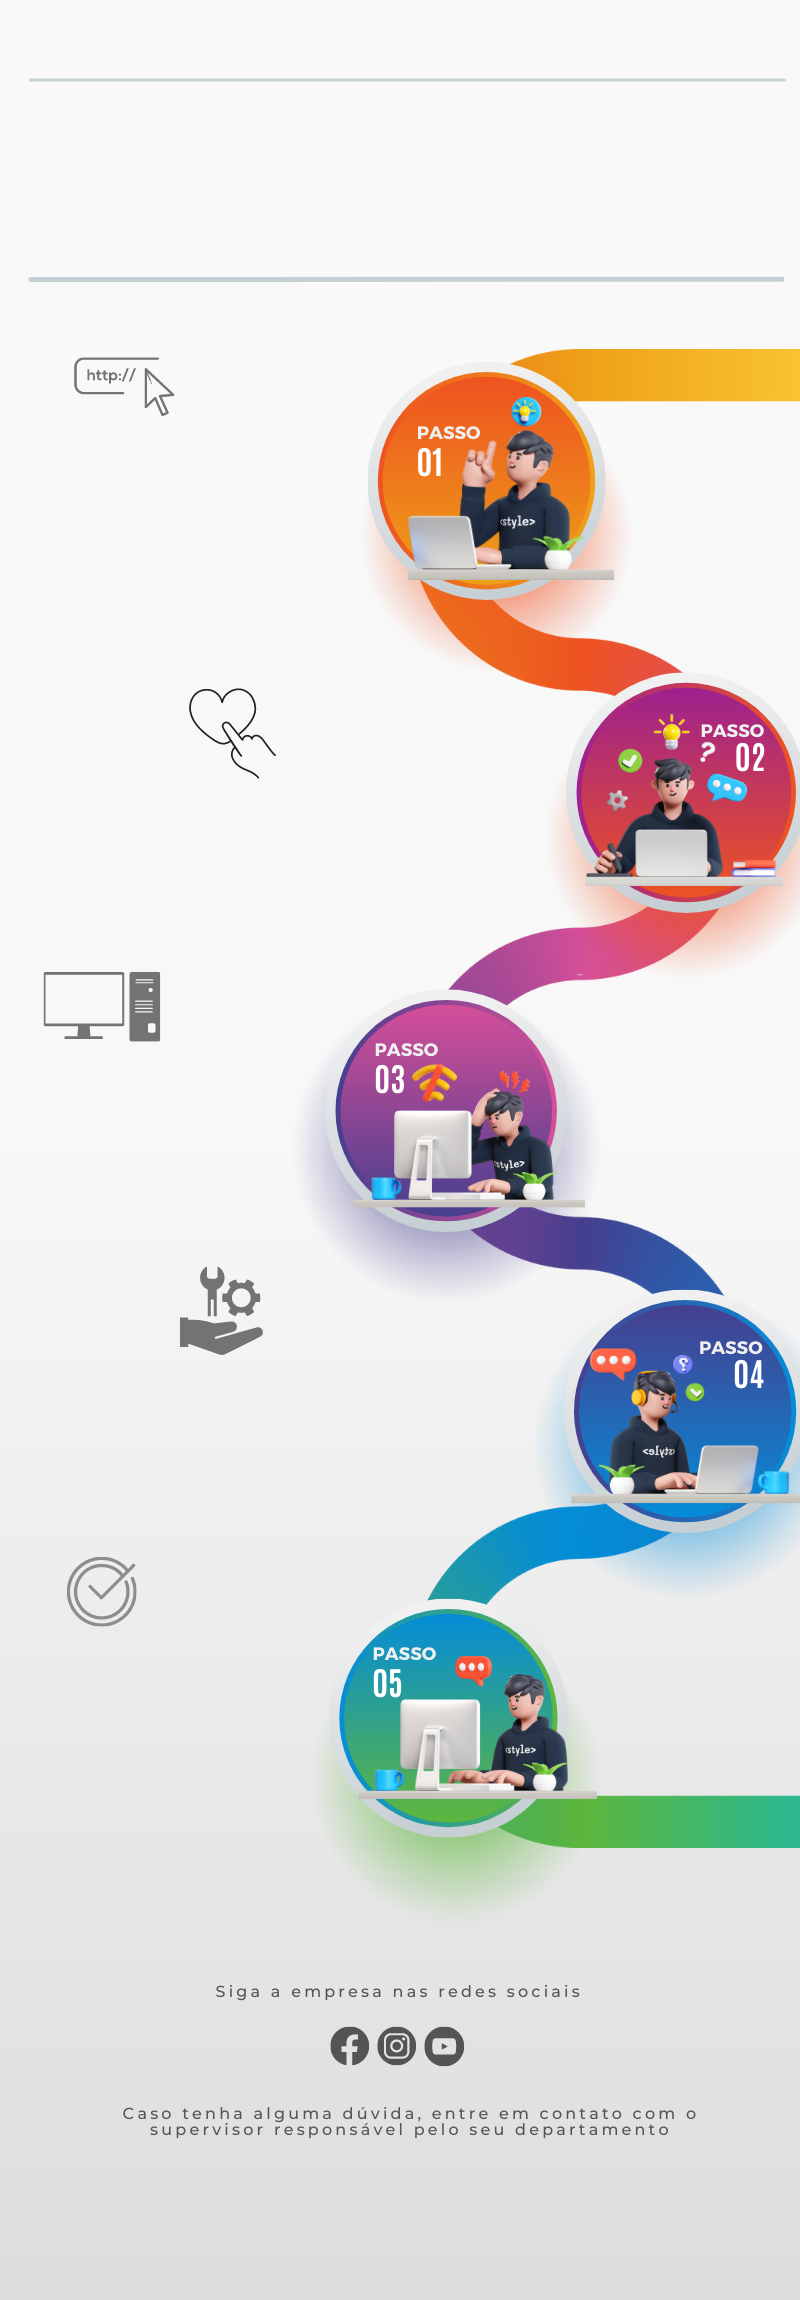 http://
PASSO
01
<style>
PASSO
?
02
PASSO
03
<style>
PASSO
?
04
<style>
PASSO
05
<style>
Siga a empresa nas redes sociais
Caso tenha alguma dúvida, entre em contato com o
supervisor responsável pelo seu departamento